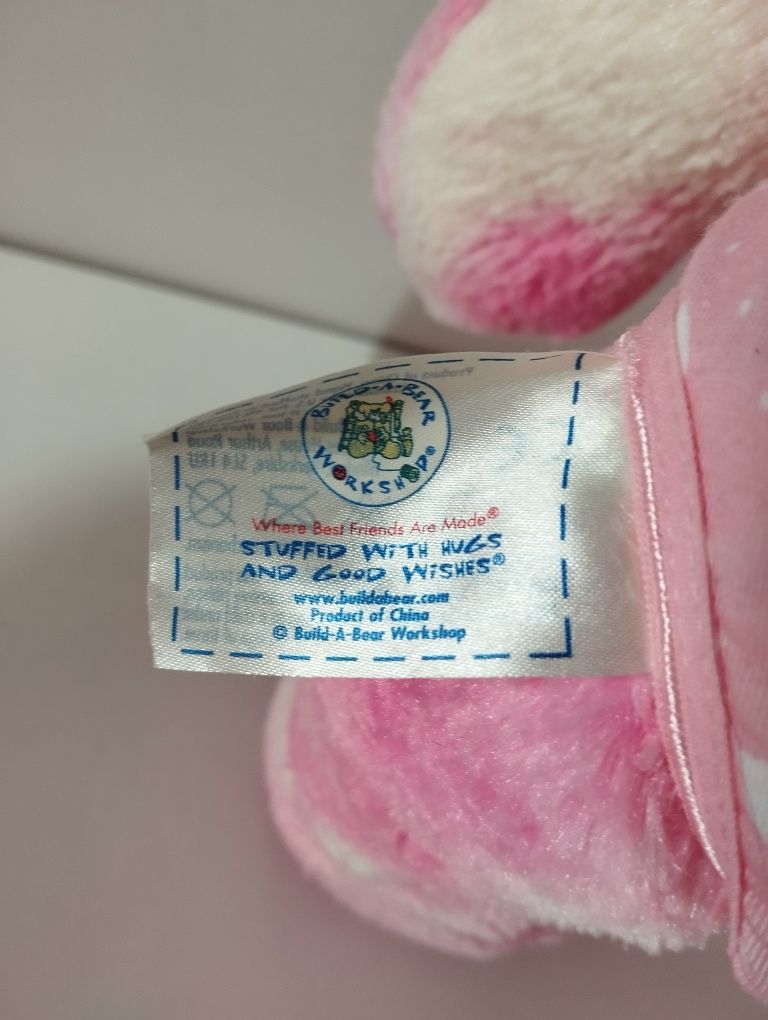 BUILD-A-BEAR
WORKSHOP®
Where Best Friends Are Made®
STUFFED WITH HUGS
AND GOOD WISHES®
www.buildabear.com
Product of China
© Build-A-Bear Workshop